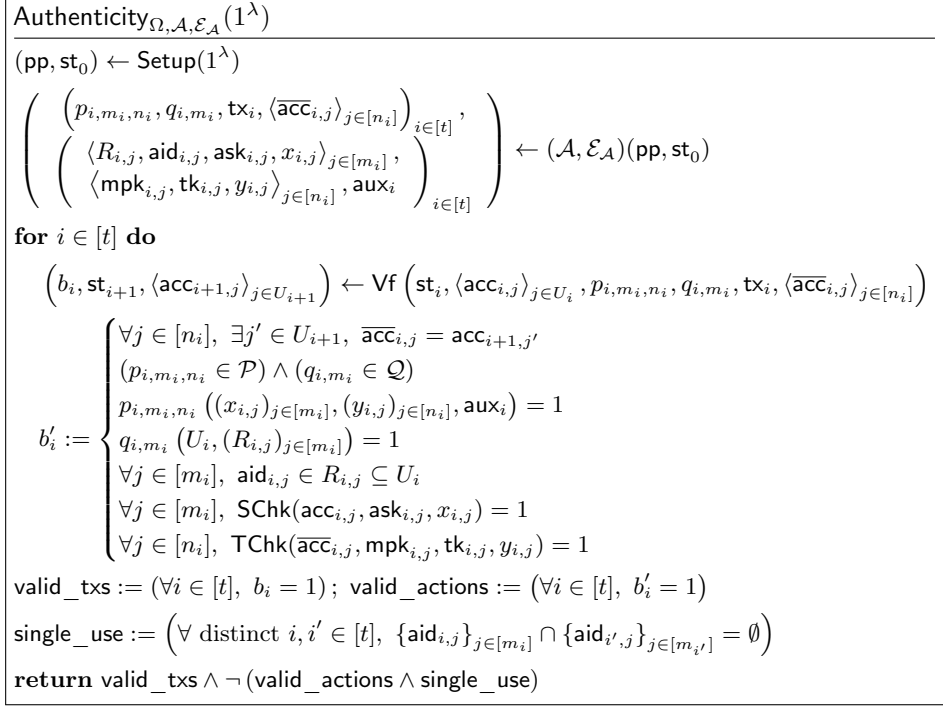 Authenticity_{Ω,𝒜,ℰ_𝒜}(1^λ)
(pp, st_0) ← Setup(1^λ)
( ( p_{i,m_i,n_i}, q_{i,m_i}, tx_i, ⟨\overline{acc}_{i,j}⟩_{j∈[n_i]} )_{i∈[t]},
( ⟨R_{i,j}, aid_{i,j}, ask_{i,j}, x_{i,j}⟩_{j∈[m_i]},
⟨mpk_{i,j}, tk_{i,j}, y_{i,j}⟩_{j∈[n_i]}, aux_i )_{i∈[t]} ) ← (𝒜, ℰ_𝒜)(pp, st_0)
for i ∈ [t] do
( b_i, st_{i+1}, ⟨acc_{i+1,j}⟩_{j∈U_{i+1}} ) ← Vf ( st_i, ⟨acc_{i,j}⟩_{j∈U_i}, p_{i,m_i,n_i}, q_{i,m_i}, tx_i, ⟨\overline{acc}_{i,j}⟩_{j∈[n_i]} )
b'_i := { ∀j ∈ [n_i], ∃j' ∈ U_{i+1}, \overline{acc}_{i,j} = acc_{i+1,j'}
(p_{i,m_i,n_i} ∈ 𝒫) ∧ (q_{i,m_i} ∈ 𝒬)
p_{i,m_i,n_i} ((x_{i,j})_{j∈[m_i]}, (y_{i,j})_{j∈[n_i]}, aux_i) = 1
q_{i,m_i} (U_i, (R_{i,j})_{j∈[m_i]}) = 1
∀j ∈ [m_i], aid_{i,j} ∈ R_{i,j} ⊆ U_i
∀j ∈ [m_i], SChk(acc_{i,j}, ask_{i,j}, x_{i,j}) = 1
∀j ∈ [n_i], TChk(\overline{acc}_{i,j}, mpk_{i,j}, tk_{i,j}, y_{i,j}) = 1
valid_txs := (∀i ∈ [t], b_i = 1) ; valid_actions := (∀i ∈ [t], b'_i = 1)
single_use := ( ∀ distinct i, i' ∈ [t], {aid_{i,j}}_{j∈[m_i]} ∩ {aid_{i',j}}_{j∈[m_{i'}]} = ∅ )
return valid_txs ∧ ¬ (valid_actions ∧ single_use)